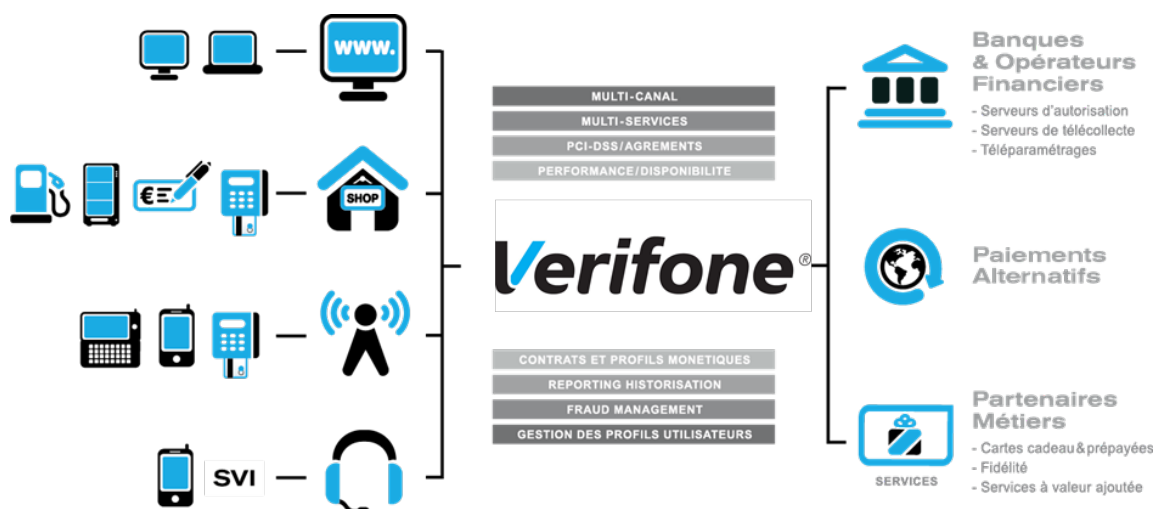 www.
€
SHOP
SVI
MULTI-CANAL
MULTI-SERVICES
PCI-DSS/AGREMENTS
PERFORMANCE/DISPONIBILITE
Verifone®
CONTRATS ET PROFILS MONETIQUES
REPORTING HISTORISATION
FRAUD MANAGEMENT
GESTION DES PROFILS UTILISATEURS
Banques
& Opérateurs
Financiers
- Serveurs d'autorisation
- Serveurs de télécollecte
- Téléparamétrages
Paiements
Alternatifs
Partenaires
Métiers
- Cartes cadeau & prépayées
- Fidélité
- Services à valeur ajoutée
SERVICES